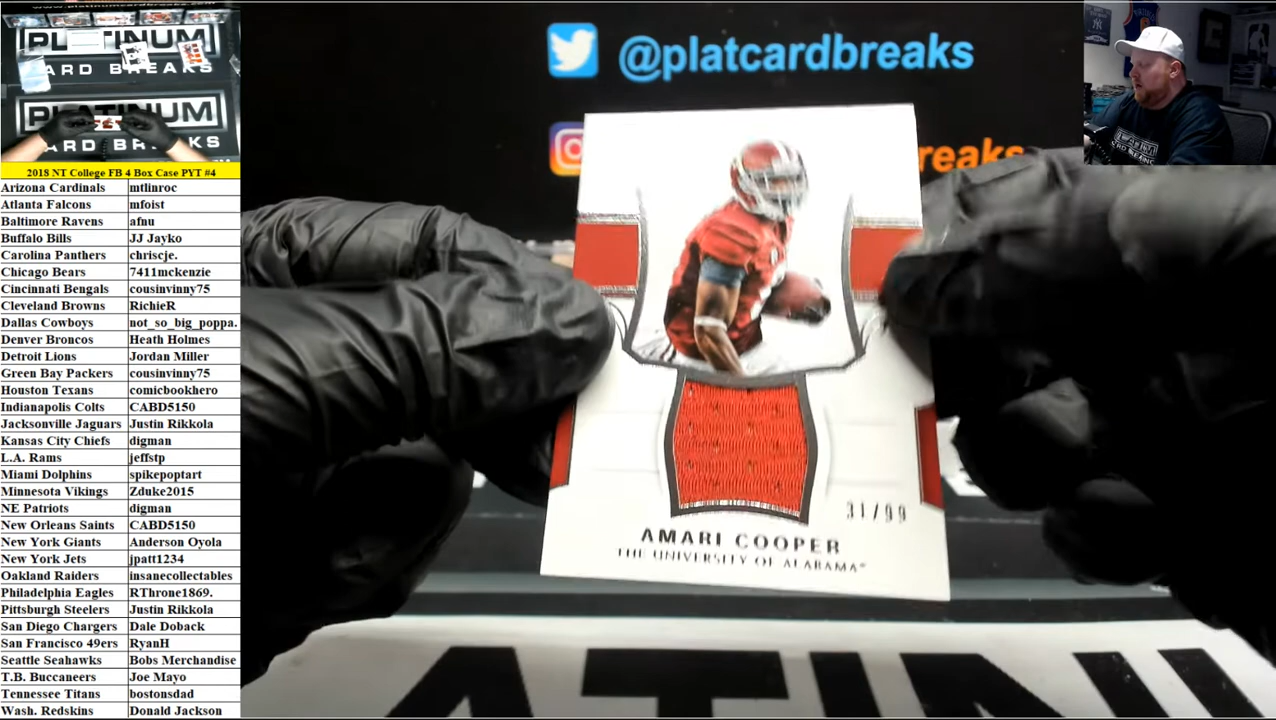 PLATINUM
CARD BREAKS
PLATINUM
CARD BREAKS
2018 NT College FB 4 Box Case PYT #4
Arizona Cardinals mtlinroc
Atlanta Falcons mfoist
Baltimore Ravens afnu
Buffalo Bills JJ Jayko
Carolina Panthers chriscje.
Chicago Bears 7411mckenzie
Cincinnati Bengals cousinvinny75
Cleveland Browns RichieR
Dallas Cowboys not_so_big_poppa.
Denver Broncos Heath Holmes
Detroit Lions Jordan Miller
Green Bay Packers cousinvinny75
Houston Texans comicbookhero
Indianapolis Colts CABD5150
Jacksonville Jaguars Justin Rikkola
Kansas City Chiefs digman
L.A. Rams jeffstp
Miami Dolphins spikepoptart
Minnesota Vikings Zduke2015
NE Patriots digman
New Orleans Saints CABD5150
New York Giants Anderson Oyola
New York Jets jpatt1234
Oakland Raiders insanecollectables
Philadelphia Eagles RThrone1869.
Pittsburgh Steelers Justin Rikkola
San Diego Chargers Dale Doback
San Francisco 49ers RyanH
Seattle Seahawks Bobs Merchandise
T.B. Buccaneers Joe Mayo
Tennessee Titans bostonsdad
Wash. Redskins Donald Jackson
@platcardbreaks
breaks
31/99
AMARI COOPER
THE UNIVERSITY OF ALABAMA®
ATINU